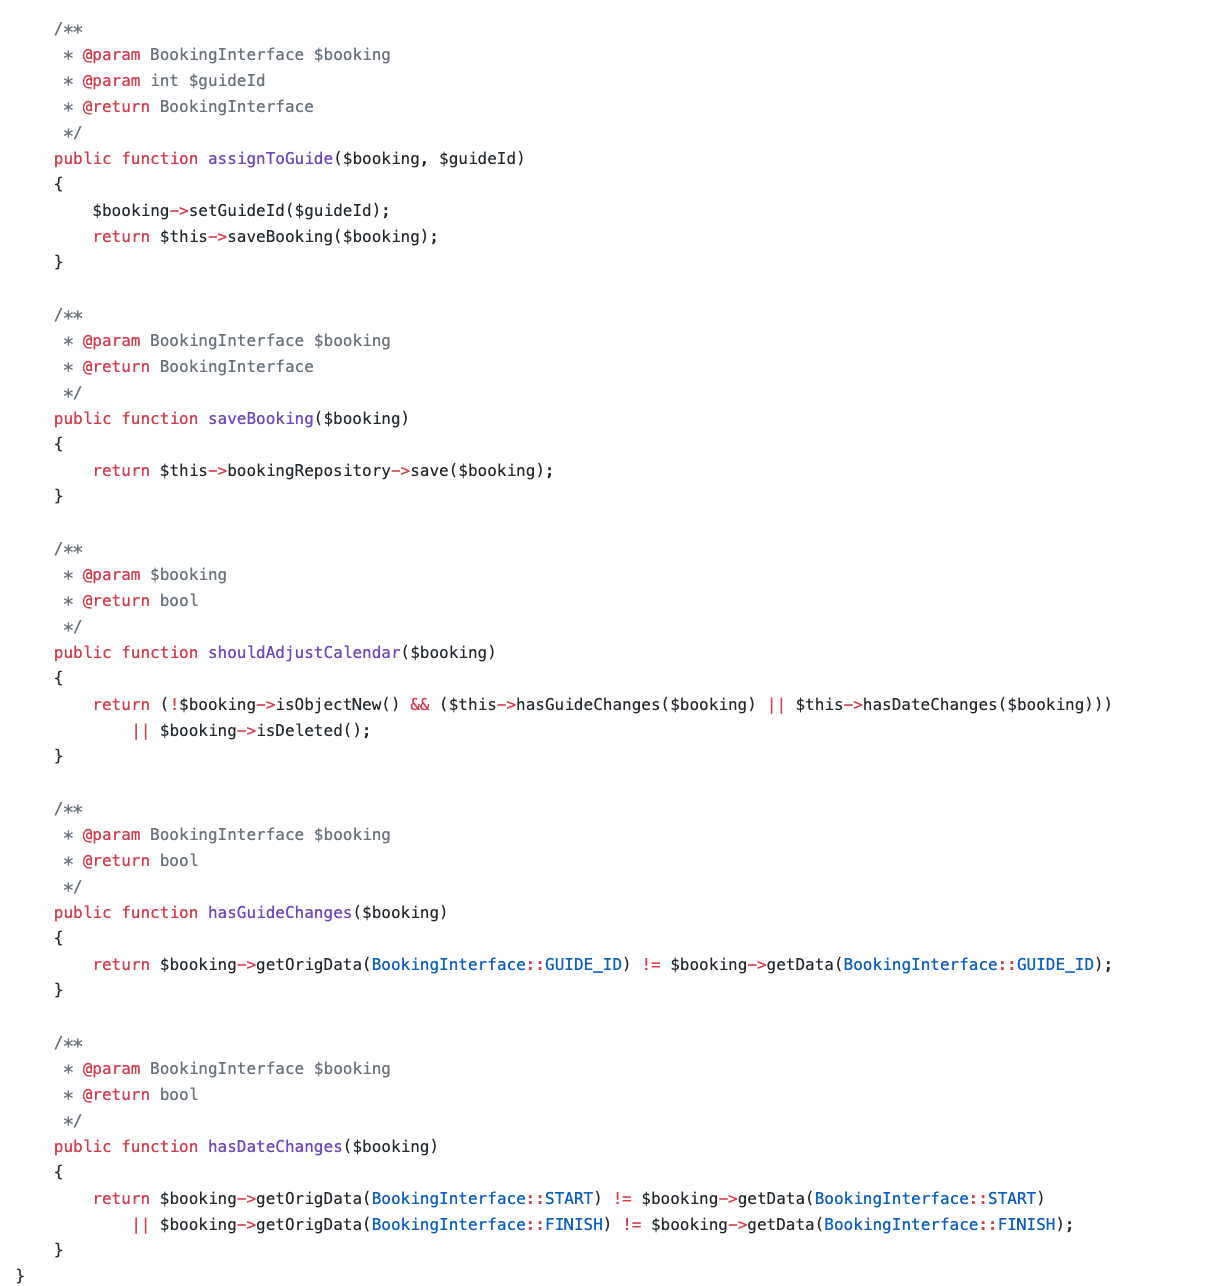 /**
     * @param BookingInterface $booking
     * @param int $guideId
     * @return BookingInterface
     */
    public function assignToGuide($booking, $guideId)
    {
        $booking->setGuideId($guideId);
        return $this->saveBooking($booking);
    }

    /**
     * @param BookingInterface $booking
     * @return BookingInterface
     */
    public function saveBooking($booking)
    {
        return $this->bookingRepository->save($booking);
    }

    /**
     * @param $booking
     * @return bool
     */
    public function shouldAdjustCalendar($booking)
    {
        return (!$booking->isObjectNew() && ($this->hasGuideChanges($booking) || $this->hasDateChanges($booking)))
            || $booking->isDeleted();
    }

    /**
     * @param BookingInterface $booking
     * @return bool
     */
    public function hasGuideChanges($booking)
    {
        return $booking->getOrigData(BookingInterface::GUIDE_ID) != $booking->getData(BookingInterface::GUIDE_ID);
    }

    /**
     * @param BookingInterface $booking
     * @return bool
     */
    public function hasDateChanges($booking)
    {
        return $booking->getOrigData(BookingInterface::START) != $booking->getData(BookingInterface::START)
            || $booking->getOrigData(BookingInterface::FINISH) != $booking->getData(BookingInterface::FINISH);
    }
}